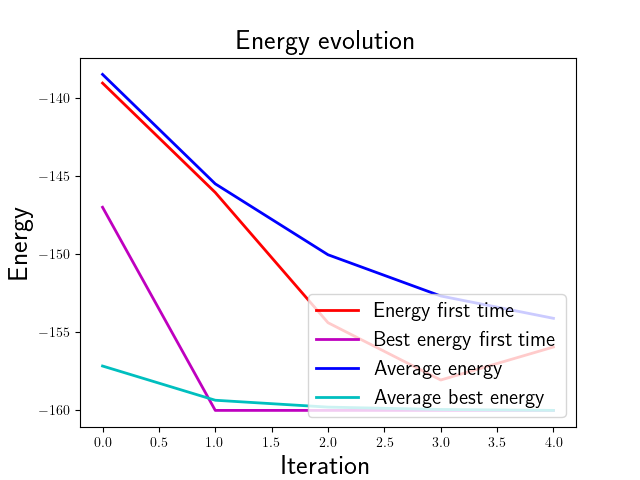 Energy evolution
Energy
−140
−145
−150
−155
−160
Energy first time
Best energy first time
Average energy
Average best energy
0.0 0.5 1.0 1.5 2.0 2.5 3.0 3.5 4.0
Iteration